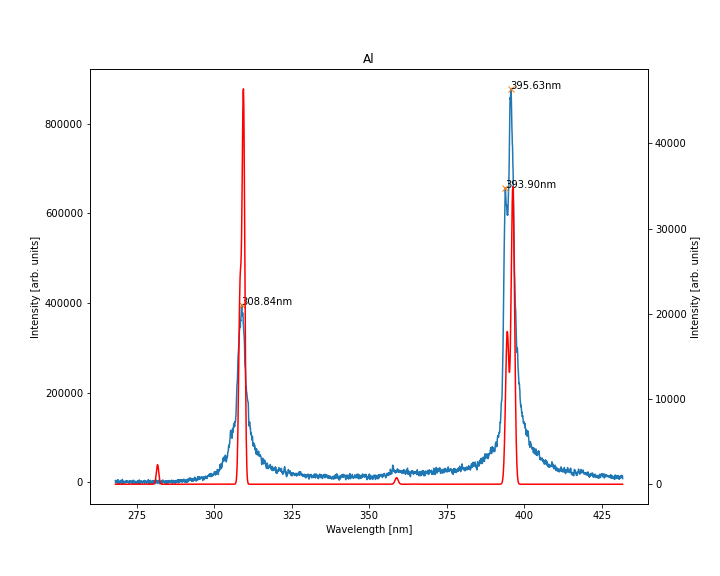 Al
395.63nm
393.90nm
308.84nm
800000
600000
400000
200000
0
40000
30000
20000
10000
0
275
300
325
350
375
400
425
Intensity [arb. units]
Intensity [arb. units]
Wavelength [nm]